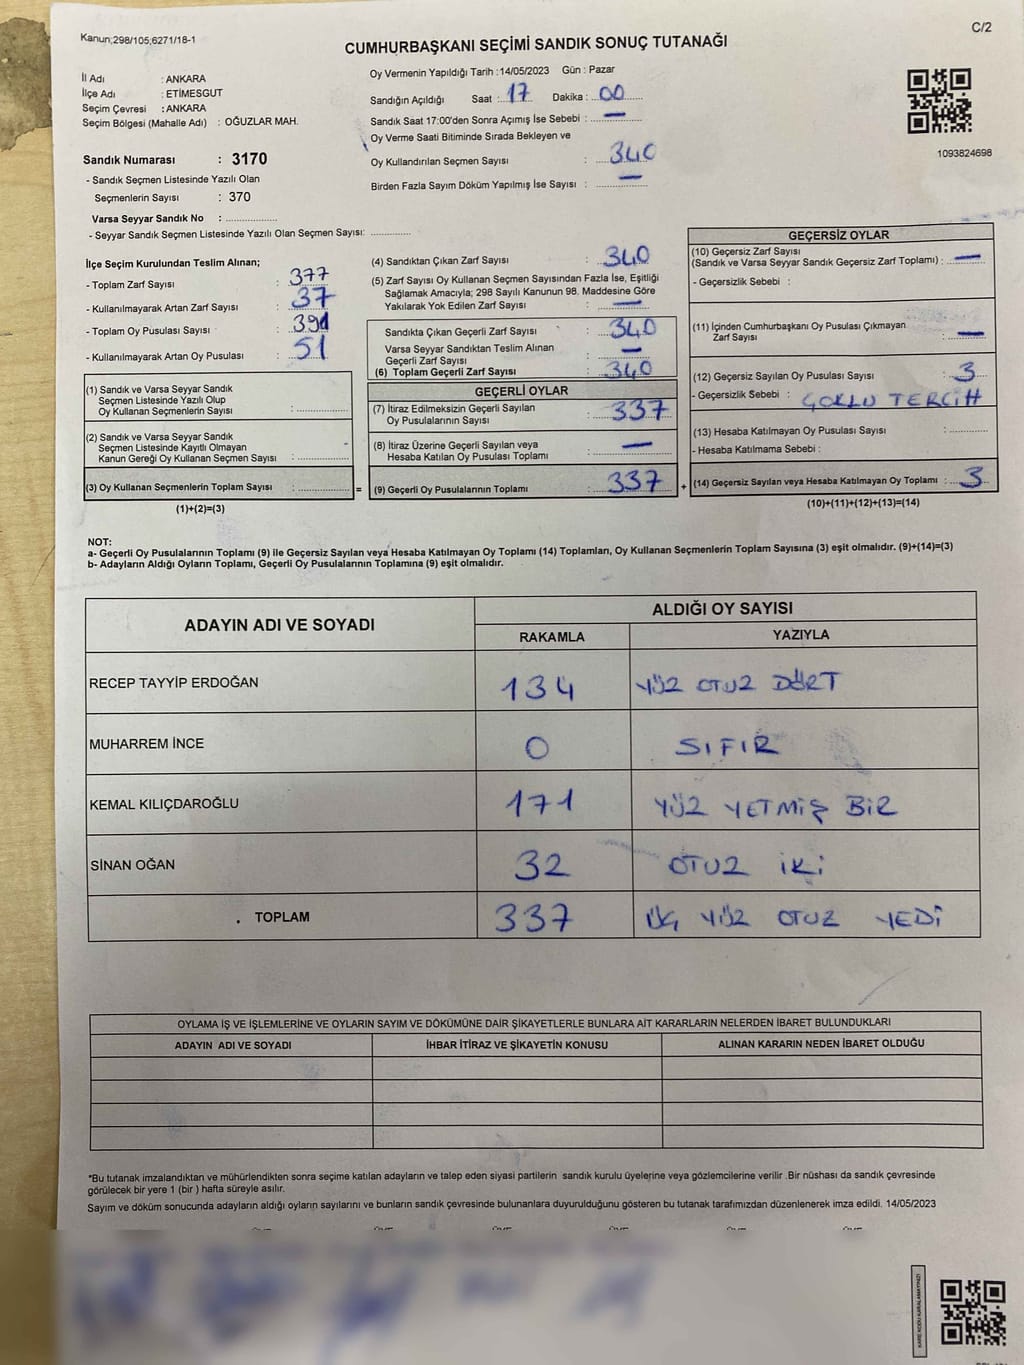 Kanun;298/105;6271/18-1
C/2
CUMHURBAŞKANI SEÇİMİ SANDIK SONUÇ TUTANAĞI
İl Adı : ANKARA
İlçe Adı : ETİMESGUT
Seçim Çevresi : ANKARA
Seçim Bölgesi (Mahalle Adı) : OĞUZLAR MAH.
Sandık Numarası : 3170
- Sandık Seçmen Listesinde Yazılı Olan
Seçmenlerin Sayısı : 370
Varsa Seyyar Sandık No : ................
- Seyyar Sandık Seçmen Listesinde Yazılı Olan Seçmen Sayısı: ............
Oy Vermenin Yapıldığı Tarih :14/05/2023 Gün : Pazar
Sandığın Açıldığı Saat : 17 Dakika : 00
Sandık Saat 17:00'den Sonra Açımış İse Sebebi : —
Oy Verme Saati Bitiminde Sırada Bekleyen ve
Oy Kullandırılan Seçmen Sayısı : 340
Birden Fazla Sayım Döküm Yapılmış İse Sayısı : —
1093824698
İlçe Seçim Kurulundan Teslim Alınan;
- Toplam Zarf Sayısı : 377
- Kullanılmayarak Artan Zarf Sayısı : 37
- Toplam Oy Pusulası Sayısı : 391
- Kullanılmayarak Artan Oy Pusulası : 51
(1) Sandık ve Varsa Seyyar Sandık
Seçmen Listesinde Yazılı Olup
Oy Kullanan Seçmenlerin Sayısı : ................
(2) Sandık ve Varsa Seyyar Sandık
Seçmen Listesinde Kayıtlı Olmayan
Kanun Gereği Oy Kullanan Seçmen Sayısı : ................
(3) Oy Kullanan Seçmenlerin Toplam Sayısı : ................ =
(1)+(2)=(3)
(4) Sandıktan Çıkan Zarf Sayısı : 340
(5) Zarf Sayısı Oy Kullanan Seçmen Sayısından Fazla İse, Eşitliği
Sağlamak Amacıyla; 298 Sayılı Kanunun 98. Maddesine Göre
Yakılarak Yok Edilen Zarf Sayısı : —
Sandıkta Çıkan Geçerli Zarf Sayısı : 340
Varsa Seyyar Sandıktan Teslim Alınan
Geçerli Zarf Sayısı : —
(6) Toplam Geçerli Zarf Sayısı : 340
GEÇERLİ OYLAR
(7) İtiraz Edilmeksizin Geçerli Sayılan
Oy Pusulalarının Sayısı : 337
(8) İtiraz Üzerine Geçerli Sayılan veya
Hesaba Katılan Oy Pusulası Toplamı : —
(9) Geçerli Oy Pusulalarının Toplamı : 337 +
GEÇERSİZ OYLAR
(10) Geçersiz Zarf Sayısı
(Sandık ve Varsa Seyyar Sandık Geçersiz Zarf Toplamı) : —
- Geçersizlik Sebebi :
(11) İçinden Cumhurbaşkanı Oy Pusulası Çıkmayan
Zarf Sayısı : —
(12) Geçersiz Sayılan Oy Pusulası Sayısı : 3
- Geçersizlik Sebebi : ÇOKLU TERCİH
(13) Hesaba Katılmayan Oy Pusulası Sayısı : ............
- Hesaba Katılmama Sebebi :
(14) Geçersiz Sayılan veya Hesaba Katılmayan Oy Toplamı : 3
(10)+(11)+(12)+(13)=(14)
NOT:
a- Geçerli Oy Pusulalarının Toplamı (9) ile Geçersiz Sayılan veya Hesaba Katılmayan Oy Toplamı (14) Toplamları, Oy Kullanan Seçmenlerin Toplam Sayısına (3) eşit olmalıdır. (9)+(14)=(3)
b- Adayların Aldığı Oyların Toplamı, Geçerli Oy Pusulalarının Toplamına (9) eşit olmalıdır.
ADAYIN ADI VE SOYADI
ALDIĞI OY SAYISI
RAKAMLA YAZIYLA
RECEP TAYYİP ERDOĞAN 134 YÜZ OTUZ DÖRT
MUHARREM İNCE 0 SIFIR
KEMAL KILIÇDAROĞLU 171 YÜZ YETMİŞ BİR
SİNAN OĞAN 32 OTUZ İKİ
TOPLAM 337 ÜÇ YÜZ OTUZ YEDİ
OYLAMA İŞ VE İŞLEMLERİNE VE OYLARIN SAYIM VE DÖKÜMÜNE DAİR ŞİKAYETLERLE BUNLARA AİT KARARLARIN NELERDEN İBARET BULUNDUKLARI
ADAYIN ADI VE SOYADI İHBAR İTİRAZ VE ŞİKAYETİN KONUSU ALINAN KARARIN NEDEN İBARET OLDUĞU
*Bu tutanak imzalandıktan ve mühürlendikten sonra seçime katılan adayların ve talep eden siyasi partilerin sandık kurulu üyelerine veya gözlemcilerine verilir .Bir nüshası da sandık çevresinde
görülecek bir yere 1 (bir ) hafta süreyle asılır.
Sayım ve döküm sonucunda adayların aldığı oyların sayılarını ve bunların sandık çevresinde bulunanlara duyurulduğunu gösteren bu tutanak tarafımızdan düzenlenerek imza edildi. 14/05/2023
KARE KODU KARALAMAYINIZ!